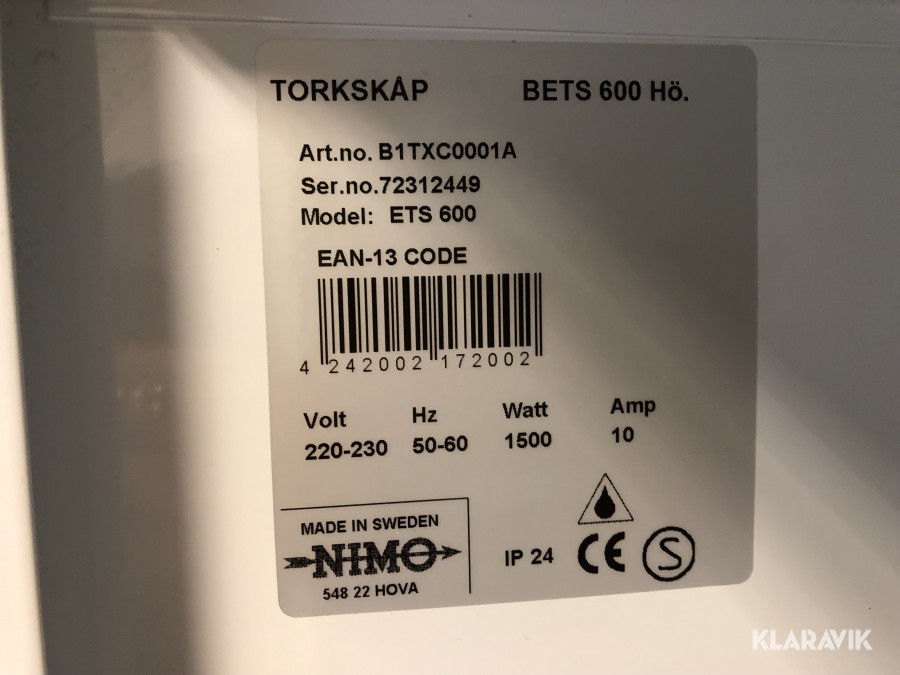 TORKSKÅP BETS 600 Hö.
Art.no. B1TXC0001A
Ser.no.72312449
Model: ETS 600
EAN-13 CODE
4 242002 172002
Volt Hz Watt Amp
220-230 50-60 1500 10
MADE IN SWEDEN
NIMO
548 22 HOVA
IP 24 CE S
KLARAVIK